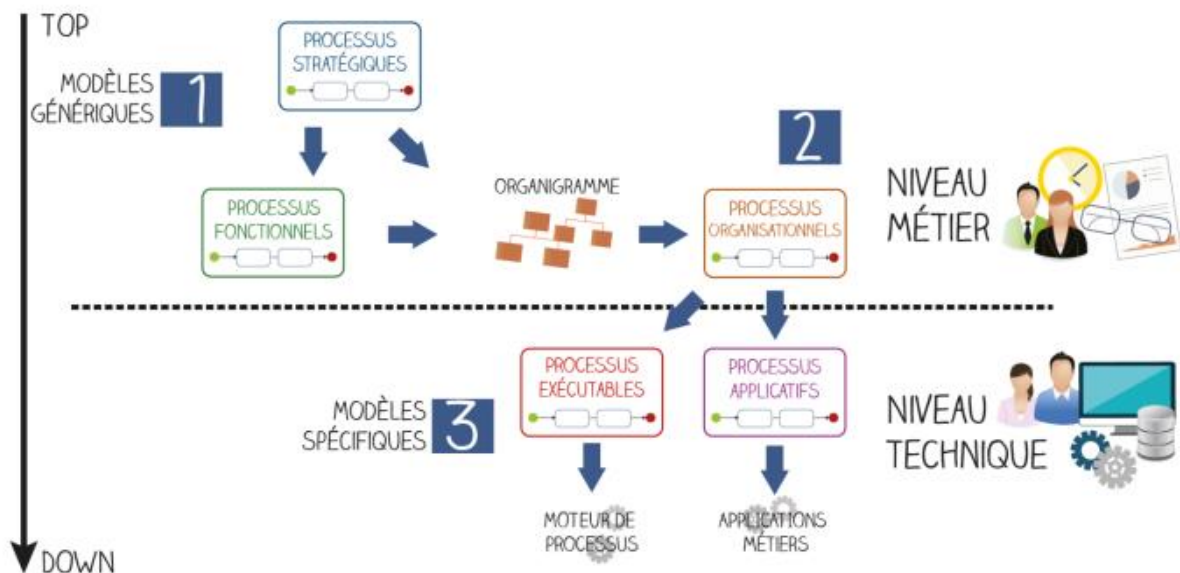 TOP
MODÈLES
GÉNÉRIQUES
1
PROCESSUS
STRATÉGIQUES
2
PROCESSUS
FONCTIONNELS
ORGANIGRAMME
PROCESSUS
ORGANISATIONNELS
NIVEAU
MÉTIER
MODÈLES
SPÉCIFIQUES
3
PROCESSUS
EXÉCUTABLES
PROCESSUS
APPLICATIFS
NIVEAU
TECHNIQUE
MOTEUR DE
PROCESSUS
APPLICATIONS
MÉTIERS
DOWN